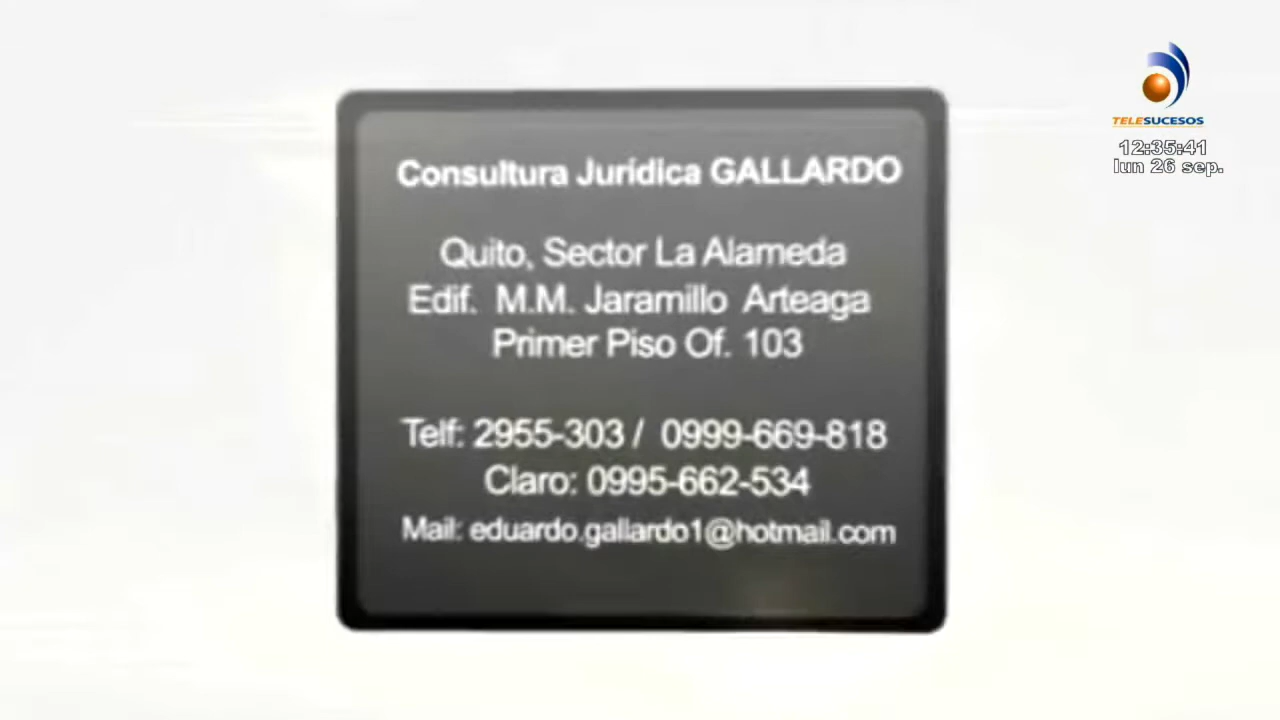 Consultura Jurídica GALLARDO
Quito, Sector La Alameda
Edif. M.M. Jaramillo Arteaga
Primer Piso Of. 103
Telf: 2955-303 / 0999-669-818
Claro: 0995-662-534
Mail: eduardo.gallardo1@hotmail.com
TELESUCESOS
12:35:41
lun 26 sep.